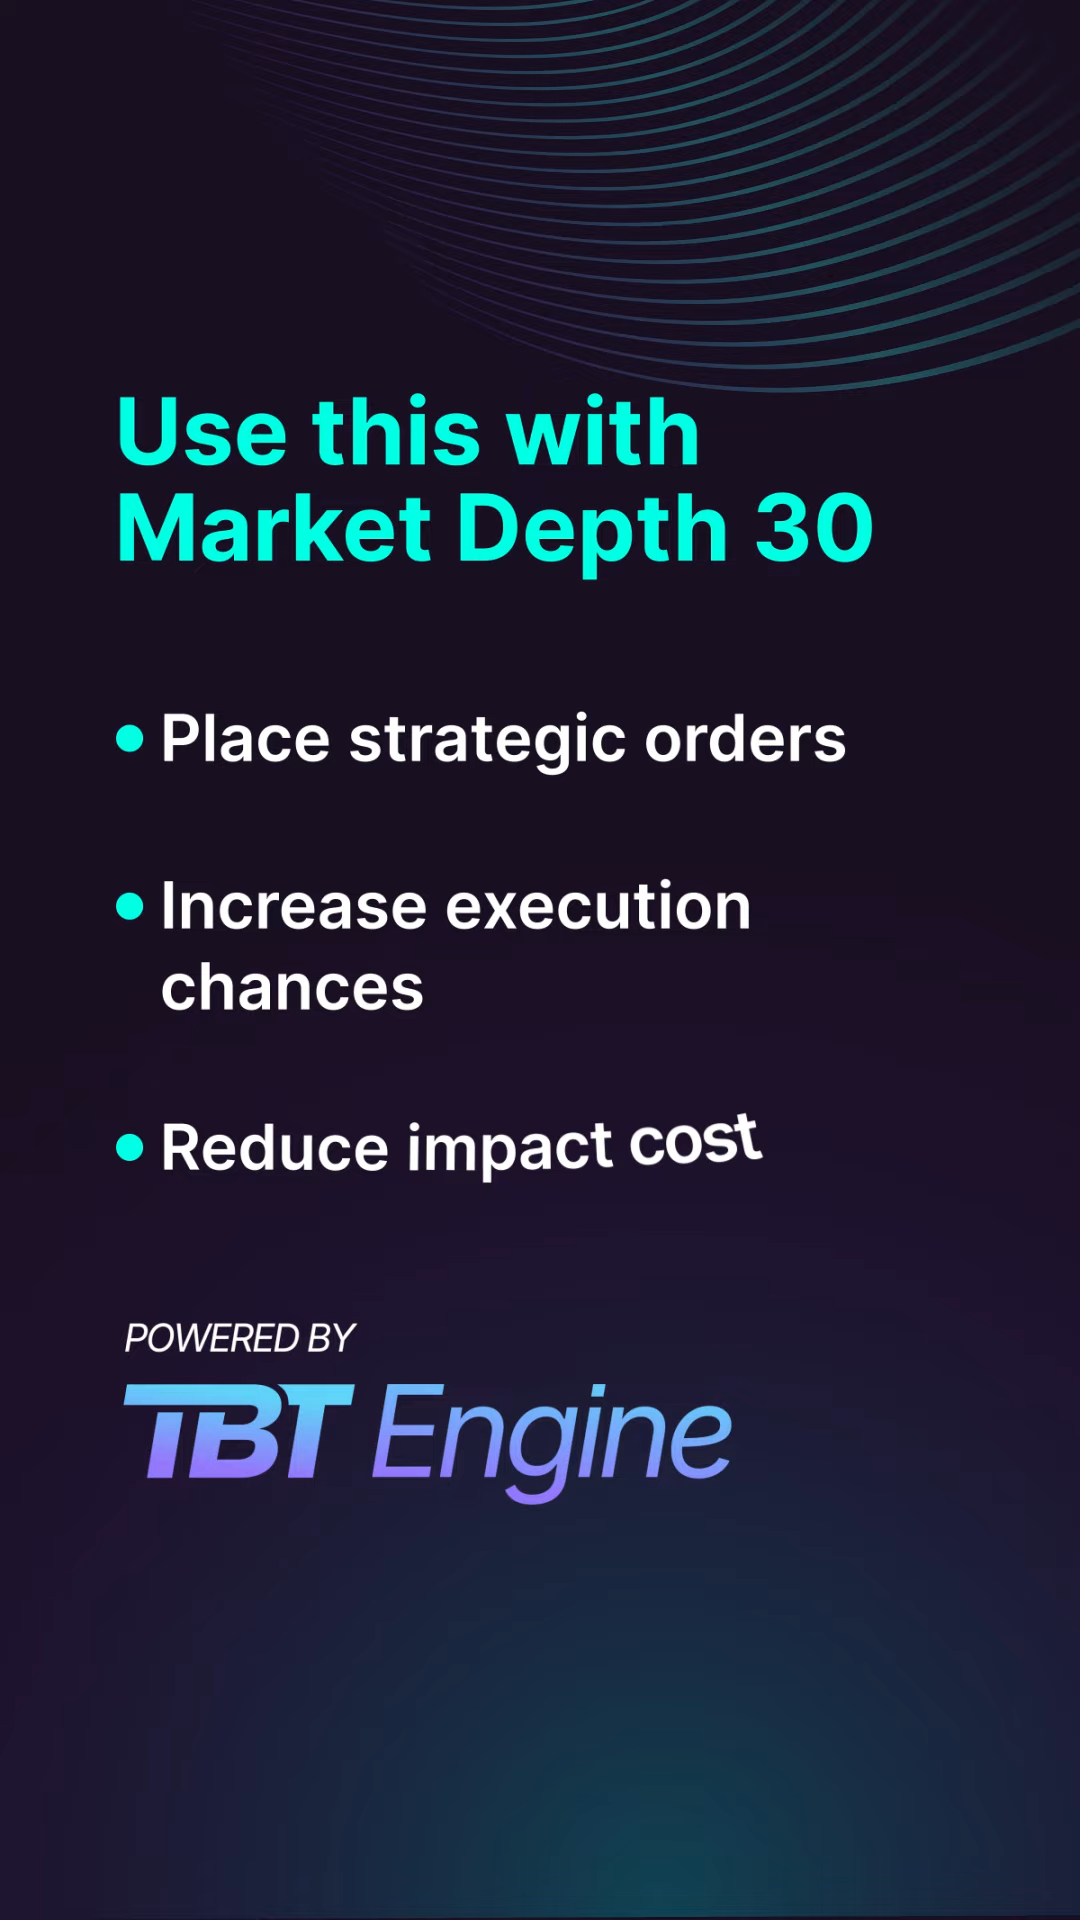 Use this with
Market Depth 30
Place strategic orders
Increase execution
chances
Reduce impact cost
POWERED BY
TBT Engine